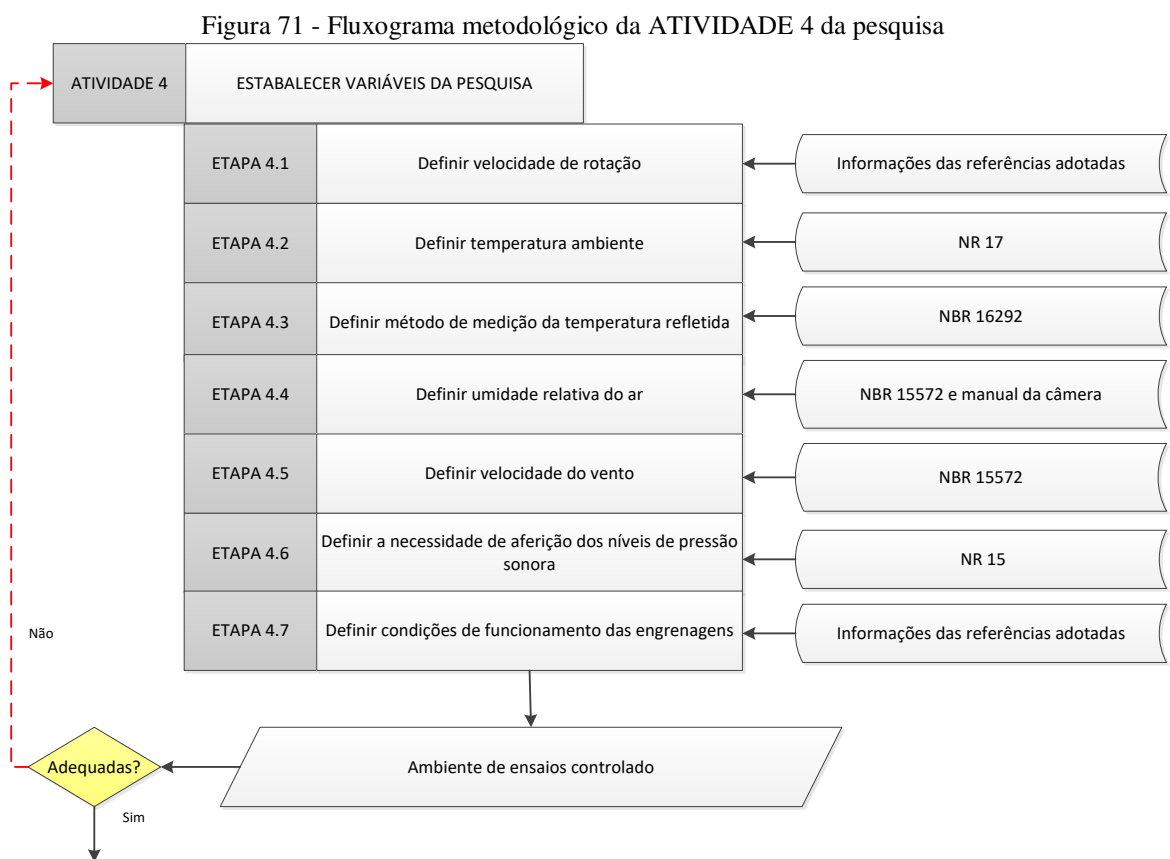 Figura 71 - Fluxograma metodológico da ATIVIDADE 4 da pesquisa
ATIVIDADE 4
ESTABALECER VARIÁVEIS DA PESQUISA
ETAPA 4.1
Definir velocidade de rotação
Informações das referências adotadas
ETAPA 4.2
Definir temperatura ambiente
NR 17
ETAPA 4.3
Definir método de medição da temperatura refletida
NBR 16292
ETAPA 4.4
Definir umidade relativa do ar
NBR 15572 e manual da câmera
ETAPA 4.5
Definir velocidade do vento
NBR 15572
ETAPA 4.6
Definir a necessidade de aferição dos níveis de pressão
sonora
NR 15
ETAPA 4.7
Definir condições de funcionamento das engrenagens
Informações das referências adotadas
Não
Adequadas?
Ambiente de ensaios controlado
Sim